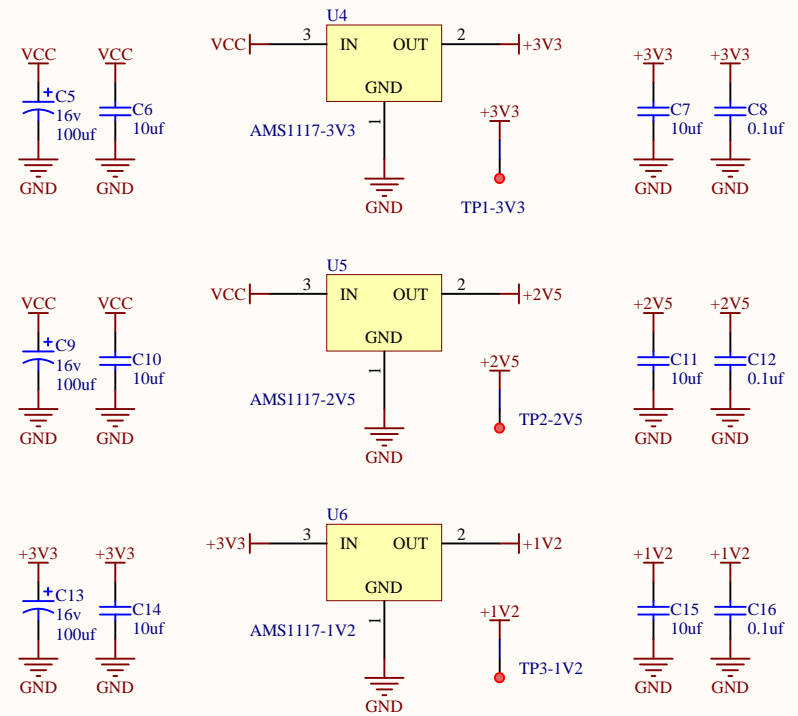 U4
VCC 3 IN OUT 2 +3V3
GND
1
AMS1117-3V3
GND
+3V3
TP1-3V3
VCC VCC
C5
16v
100uf
C6
10uf
GND GND
+3V3 +3V3
C7
10uf
C8
0.1uf
GND GND
U5
VCC 3 IN OUT 2 +2V5
GND
1
AMS1117-2V5
GND
+2V5
TP2-2V5
VCC VCC
+
C9
16v
100uf
C10
10uf
GND GND
+2V5 +2V5
C11
10uf
C12
0.1uf
GND GND
U6
+3V3 3 IN OUT 2 +1V2
GND
1
AMS1117-1V2
GND
+1V2
TP3-1V2
+3V3 +3V3
+
C13
16v
100uf
C14
10uf
GND GND
+1V2 +1V2
C15
10uf
C16
0.1uf
GND GND